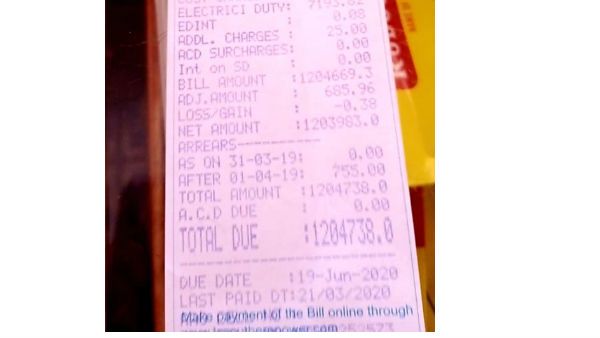 ELECTRICI DUTY: 7193.82
EDINT : 0.08
ADDL. CHARGES : 25.00
ACD SURCHARGES: 0.00
Int on SD : 0.00
BILL AMOUNT :1204669.3
ADJ.AMOUNT : 685.96
LOSS/GAIN : -0.38
NET AMOUNT :1203983.0
ARREARS---------------
AS ON 31-03-19: 0.00
AFTER 01-04-19: 755.00
TOTAL AMOUNT :1204738.0
A.C.D DUE : 0.00
TOTAL DUE :1204738.0
DUE DATE :19-Jun-2020
LAST PAID DT:21/03/2020
Make payment of the Bill online through